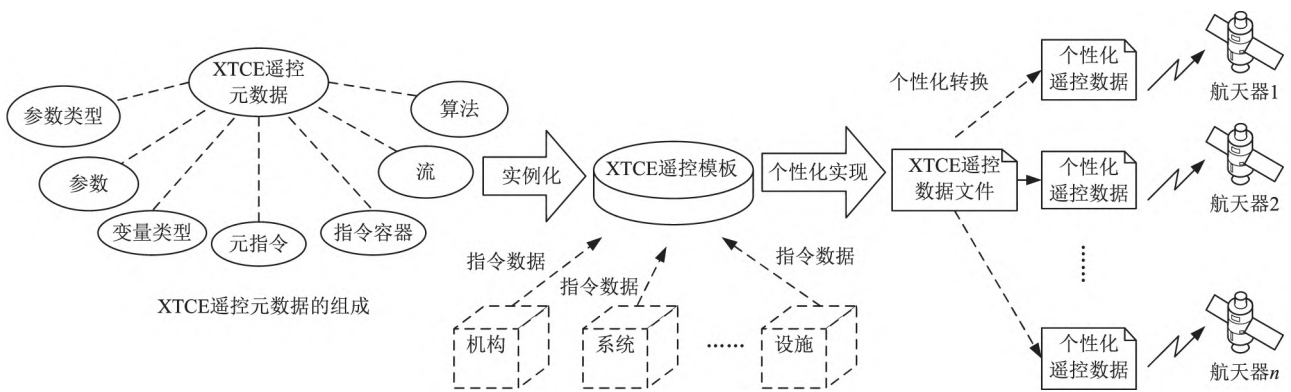 XTCE遥控
元数据
参数类型
算法
参数
流
变量类型
元指令
指令容器
XTCE遥控元数据的组成
实例化
XTCE遥控模板
指令数据
指令数据
指令数据
机构
系统
……
设施
个性化实现
XTCE遥控
数据文件
个性化转换
个性化
遥控数据
航天器1
个性化
遥控数据
航天器2
……
个性化
遥控数据
航天器n